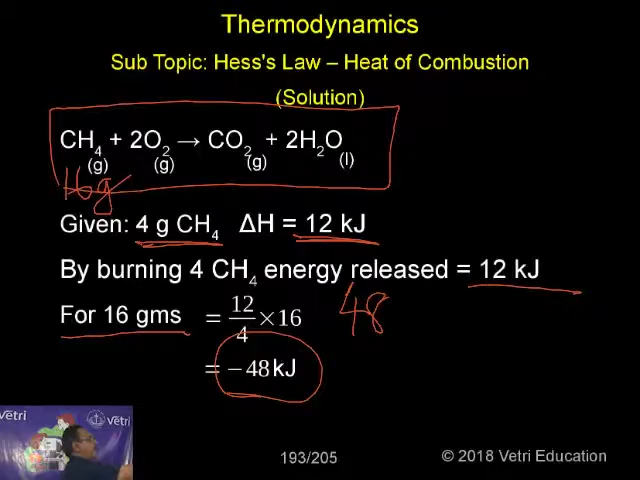 Thermodynamics
Sub Topic: Hess's Law – Heat of Combustion
(Solution)
CH₄(g) + 2O₂(g) → CO₂(g) + 2H₂O(l)
16g
Given: 4 g CH₄ ΔH = 12 kJ
By burning 4 CH₄ energy released = 12 kJ
For 16 gms = 12/4 × 16 48
= −48 kJ
Vētri Vētri
193/205 © 2018 Vetri Education